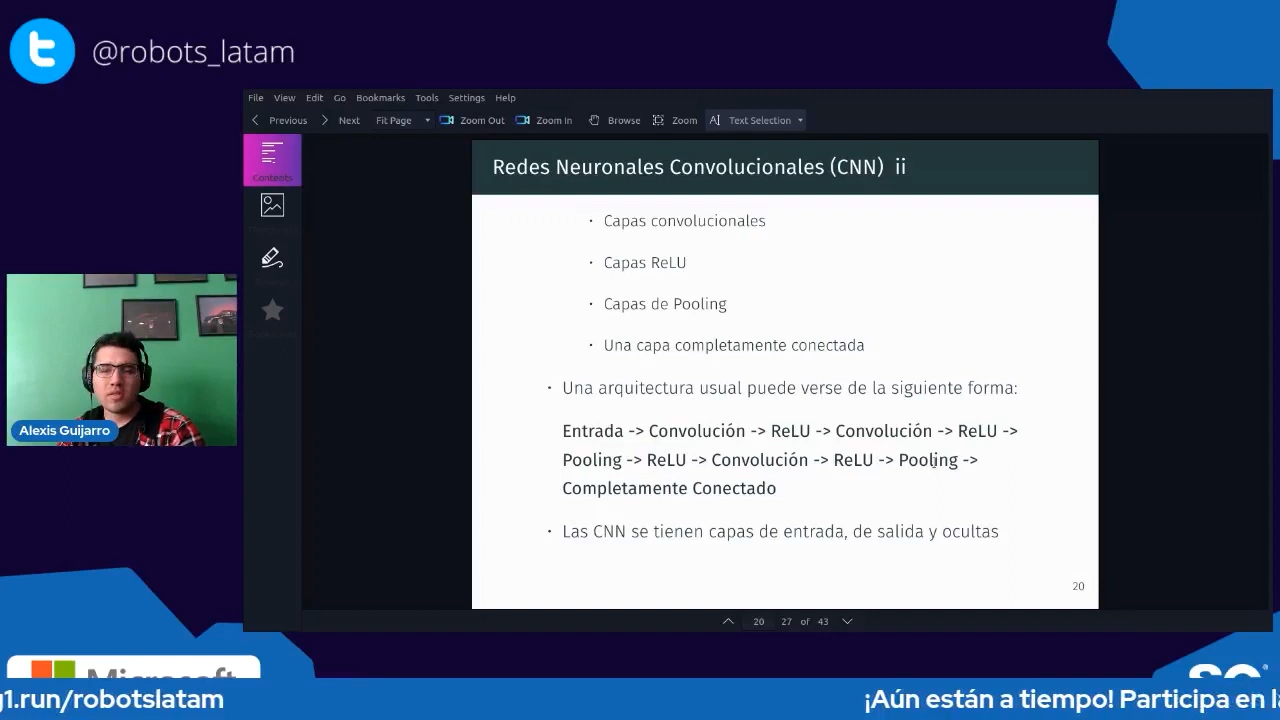 @robots_latam
File View Edit Go Bookmarks Tools Settings Help
Previous Next Fit Page Zoom Out Zoom In Browse Zoom Text Selection
Contents
Redes Neuronales Convolucionales (CNN) ii
· Capas convolucionales
· Capas ReLU
· Capas de Pooling
· Una capa completamente conectada
· Una arquitectura usual puede verse de la siguiente forma:
Entrada -> Convolución -> ReLU -> Convolución -> ReLU ->
Pooling -> ReLU -> Convolución -> ReLU -> Pooling ->
Completamente Conectado
· Las CNN se tienen capas de entrada, de salida y ocultas
20
20 27 of 43
Alexis Guijarro
Microsoft
SG
g1.run/robotslatam
¡Aún están a tiempo! Participa en la